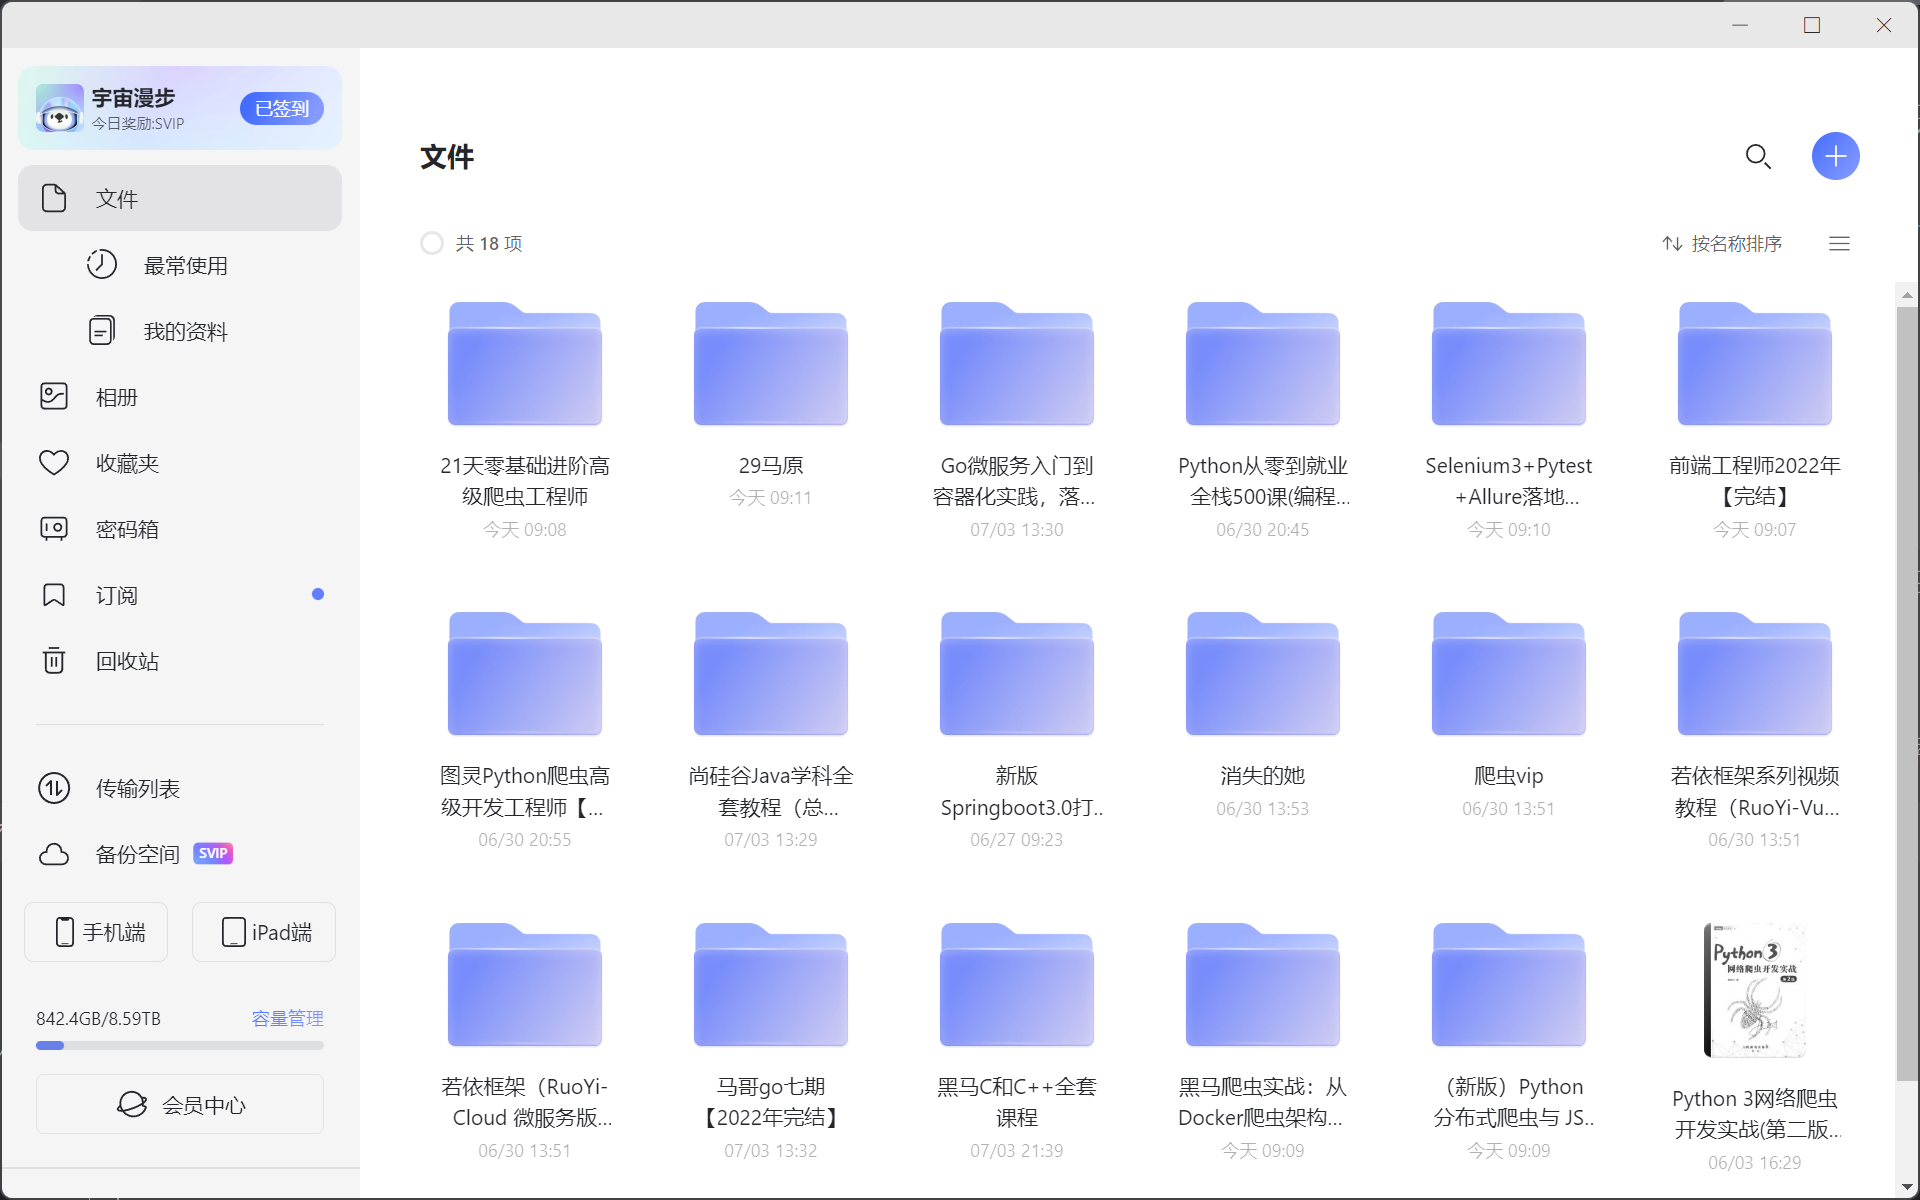 宇宙漫步
今日奖励:SVIP
已签到
文件
最常使用
我的资料
相册
收藏夹
密码箱
订阅
回收站
传输列表
备份空间 SVIP
手机端 iPad端
842.4GB/8.59TB 容量管理
会员中心
文件
共 18 项
按名称排序
21天零基础进阶高
级爬虫工程师
今天 09:08
29马原
今天 09:11
Go微服务入门到
容器化实践，落...
07/03 13:30
Python从零到就业
全栈500课(编程...
06/30 20:45
Selenium3+Pytest
+Allure落地...
今天 09:10
前端工程师2022年
【完结】
今天 09:07
图灵Python爬虫高
级开发工程师【...
06/30 20:55
尚硅谷Java学科全
套教程（总...
07/03 13:29
新版
Springboot3.0打..
06/27 09:23
消失的她
06/30 13:53
爬虫vip
06/30 13:51
若依框架系列视频
教程（RuoYi-Vu...
06/30 13:51
若依框架（RuoYi-
Cloud 微服务版...
06/30 13:51
马哥go七期
【2022年完结】
07/03 13:32
黑马C和C++全套
课程
07/03 21:39
黑马爬虫实战：从
Docker爬虫架构...
今天 09:09
（新版）Python
分布式爬虫与 JS..
今天 09:09
Python 3
网络爬虫开发实战
Python 3网络爬虫
开发实战(第二版...
06/03 16:29